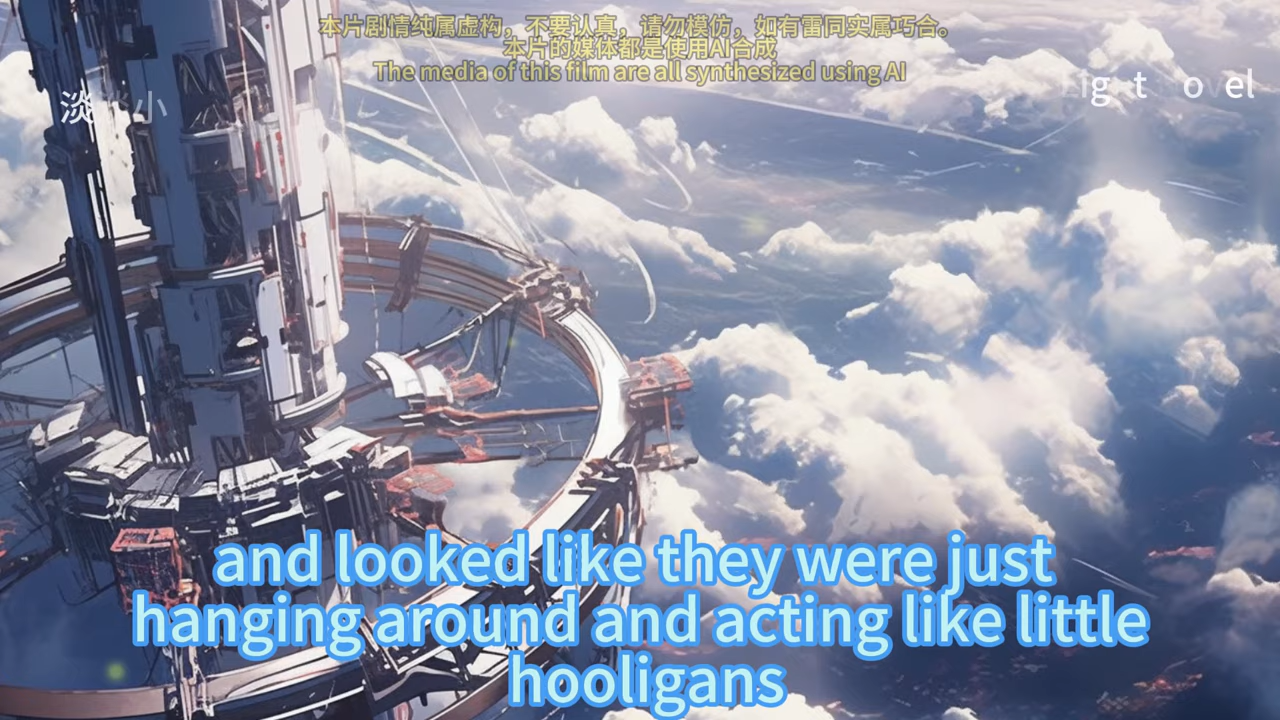 本片剧情纯属虚构，不要认真，请勿模仿，如有雷同实属巧合。
本片的媒体都是使用AI合成
The media of this film are all synthesized using AI
and looked like they were just
hanging around and acting like little
hooligans